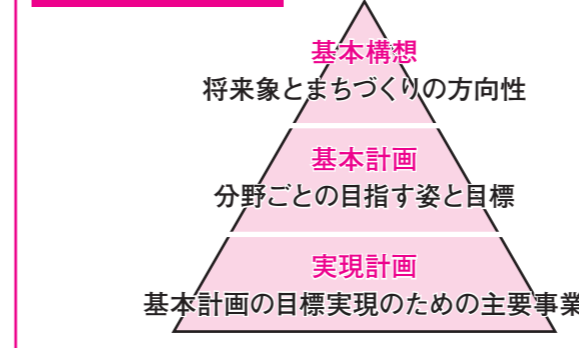 基本構想
将来象とまちづくりの方向性
基本計画
分野ごとの目指す姿と目標
実現計画
基本計画の目標実現のための主要事業